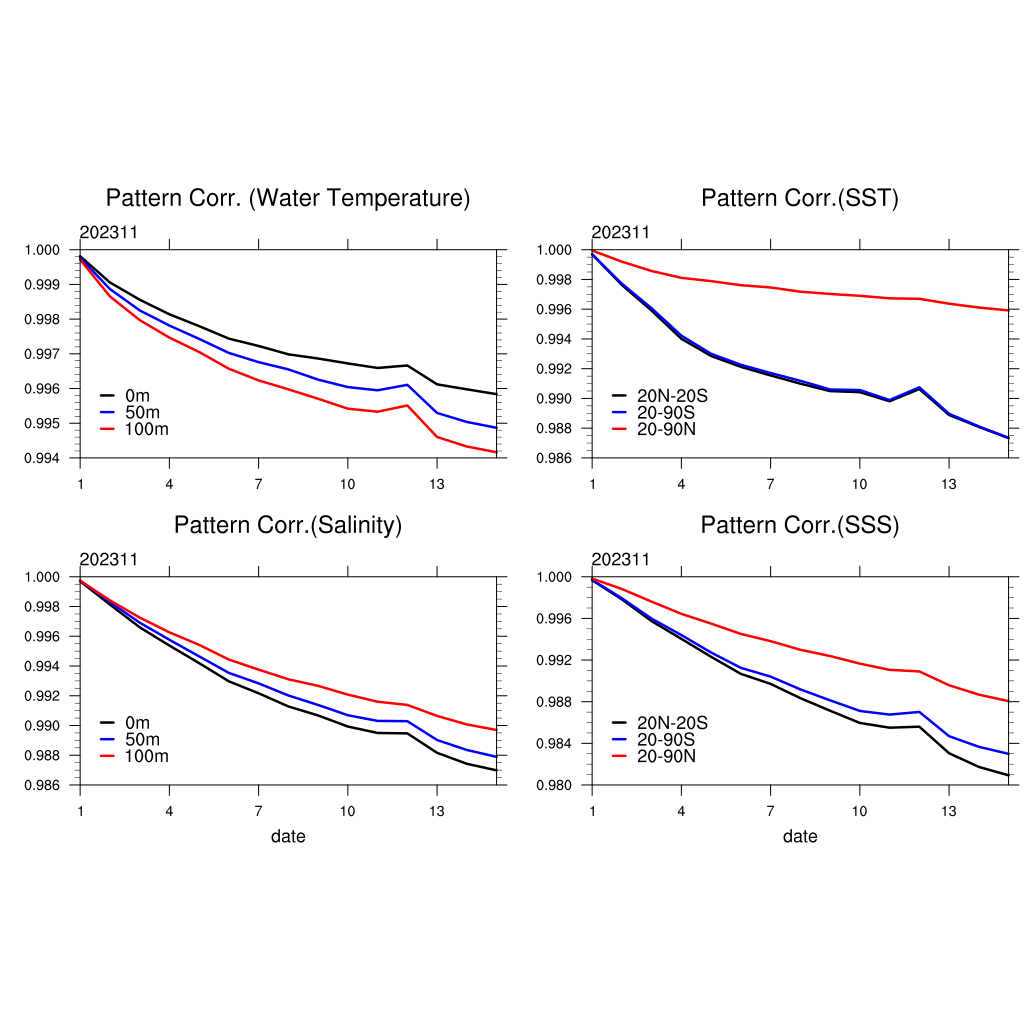 Pattern Corr. (Water Temperature)
202311
1.000
0.999
0.998
0.997
0.996
0.995
0.994
0m
50m
100m
1 4 7 10 13
Pattern Corr.(SST)
202311
1.000
0.998
0.996
0.994
0.992
0.990
0.988
0.986
20N-20S
20-90S
20-90N
1 4 7 10 13
Pattern Corr.(Salinity)
202311
1.000
0.998
0.996
0.994
0.992
0.990
0.988
0.986
0m
50m
100m
1 4 7 10 13
date
Pattern Corr.(SSS)
202311
1.000
0.996
0.992
0.988
0.984
0.980
20N-20S
20-90S
20-90N
1 4 7 10 13
date